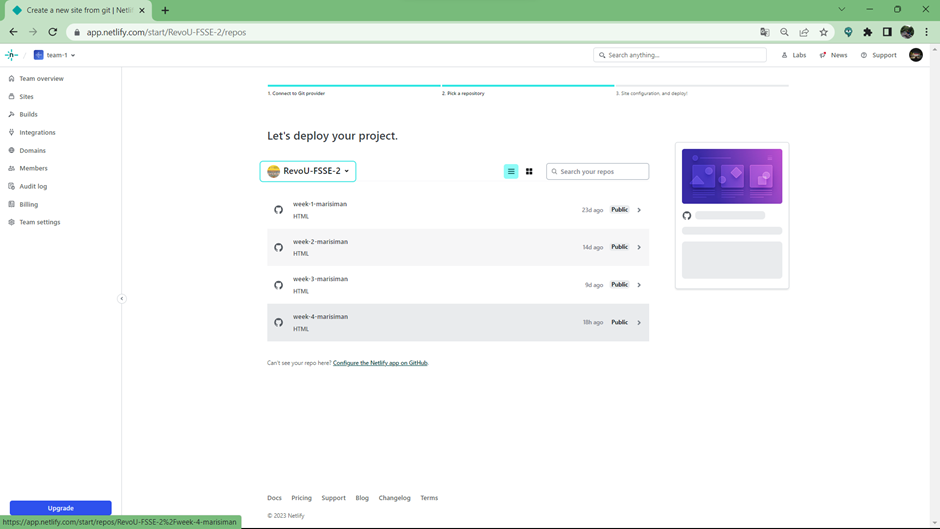 Create a new site from git | Netlif
app.netlify.com/start/RevoU-FSSE-2/repos
team-1
Search anything...
Labs
News
Support
Team overview
Sites
Builds
Integrations
Domains
Members
Audit log
Billing
Team settings
1. Connect to Git provider
2. Pick a repository
3. Site configuration, and deploy!
Let's deploy your project.
RevoU-FSSE-2
Search your repos
week-1-marisiman
HTML
23d ago
Public
week-2-marisiman
HTML
14d ago
Public
week-3-marisiman
HTML
9d ago
Public
week-4-marisiman
HTML
18h ago
Public
Can't see your repo here? Configure the Netlify app on GitHub.
Docs
Pricing
Support
Blog
Changelog
Terms
© 2023 Netlify
Upgrade
https://app.netlify.com/start/repos/RevoU-FSSE-2%2Fweek-4-marisiman